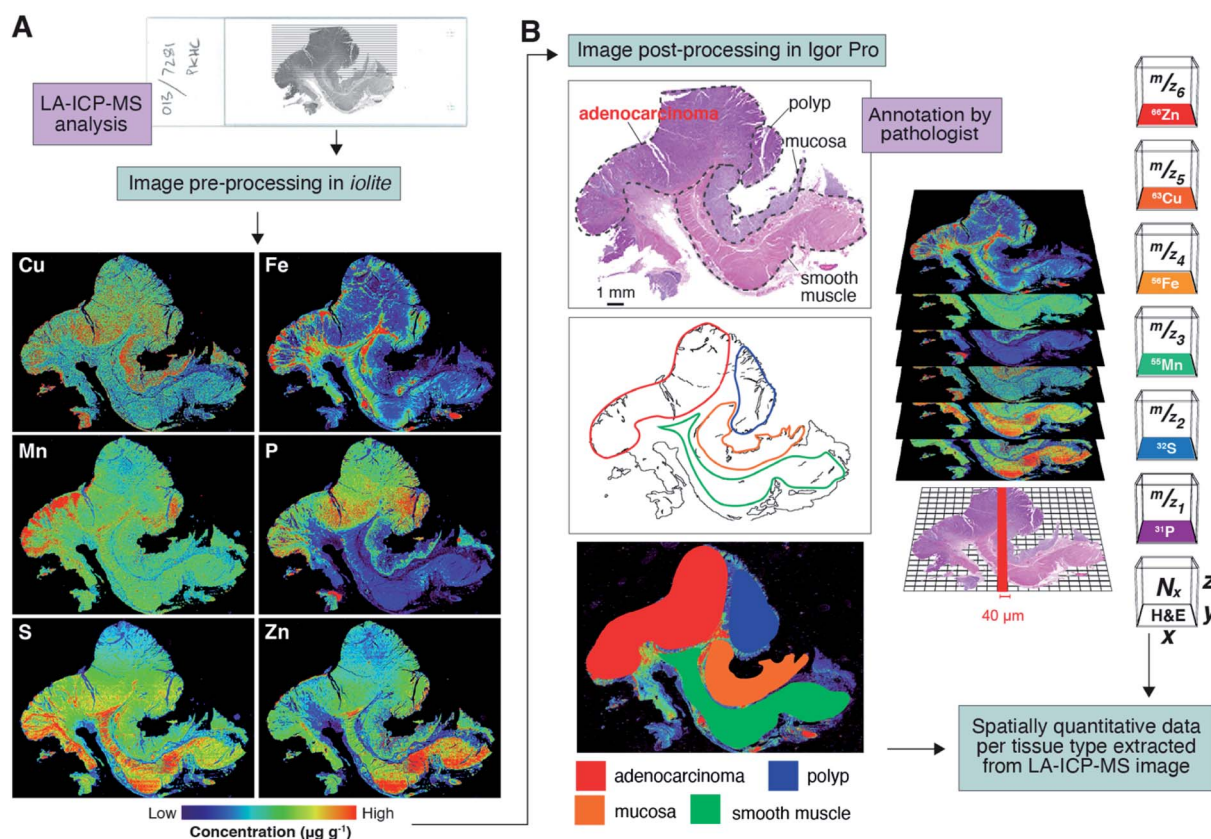 A
013/7281
PKHC
LA-ICP-MS
analysis
Image pre-processing in iolite
Cu
Fe
Mn
P
S
Zn
Low
High
Concentration (µg g⁻¹)
B
Image post-processing in Igor Pro
adenocarcinoma
polyp
mucosa
smooth
muscle
1 mm
Annotation by
pathologist
adenocarcinoma
polyp
mucosa
smooth muscle
40 µm
m/z₆
⁶⁶Zn
m/z₅
⁶³Cu
m/z₄
⁵⁶Fe
m/z₃
⁵⁵Mn
m/z₂
³²S
m/z₁
³¹P
Nₓ
H&E
z
y
x
Spatially quantitative data
per tissue type extracted
from LA-ICP-MS image